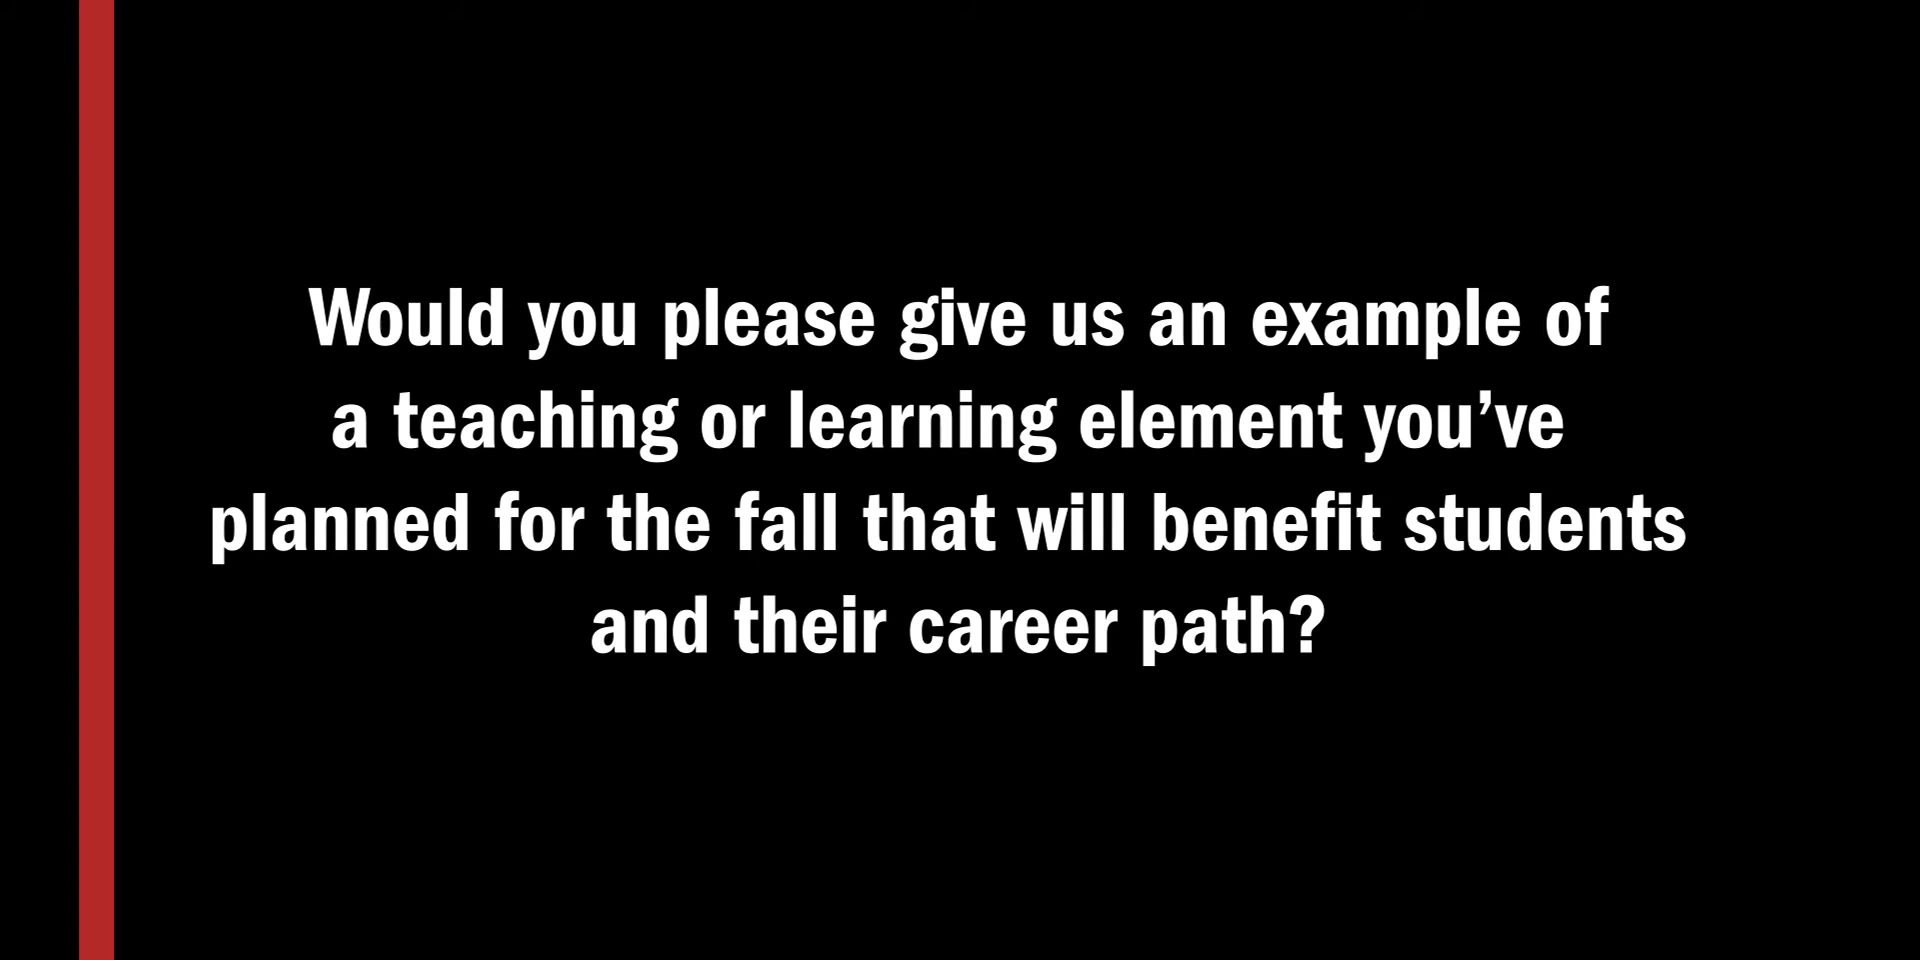 Would you please give us an example of
a teaching or learning element you’ve
planned for the fall that will benefit students
and their career path?